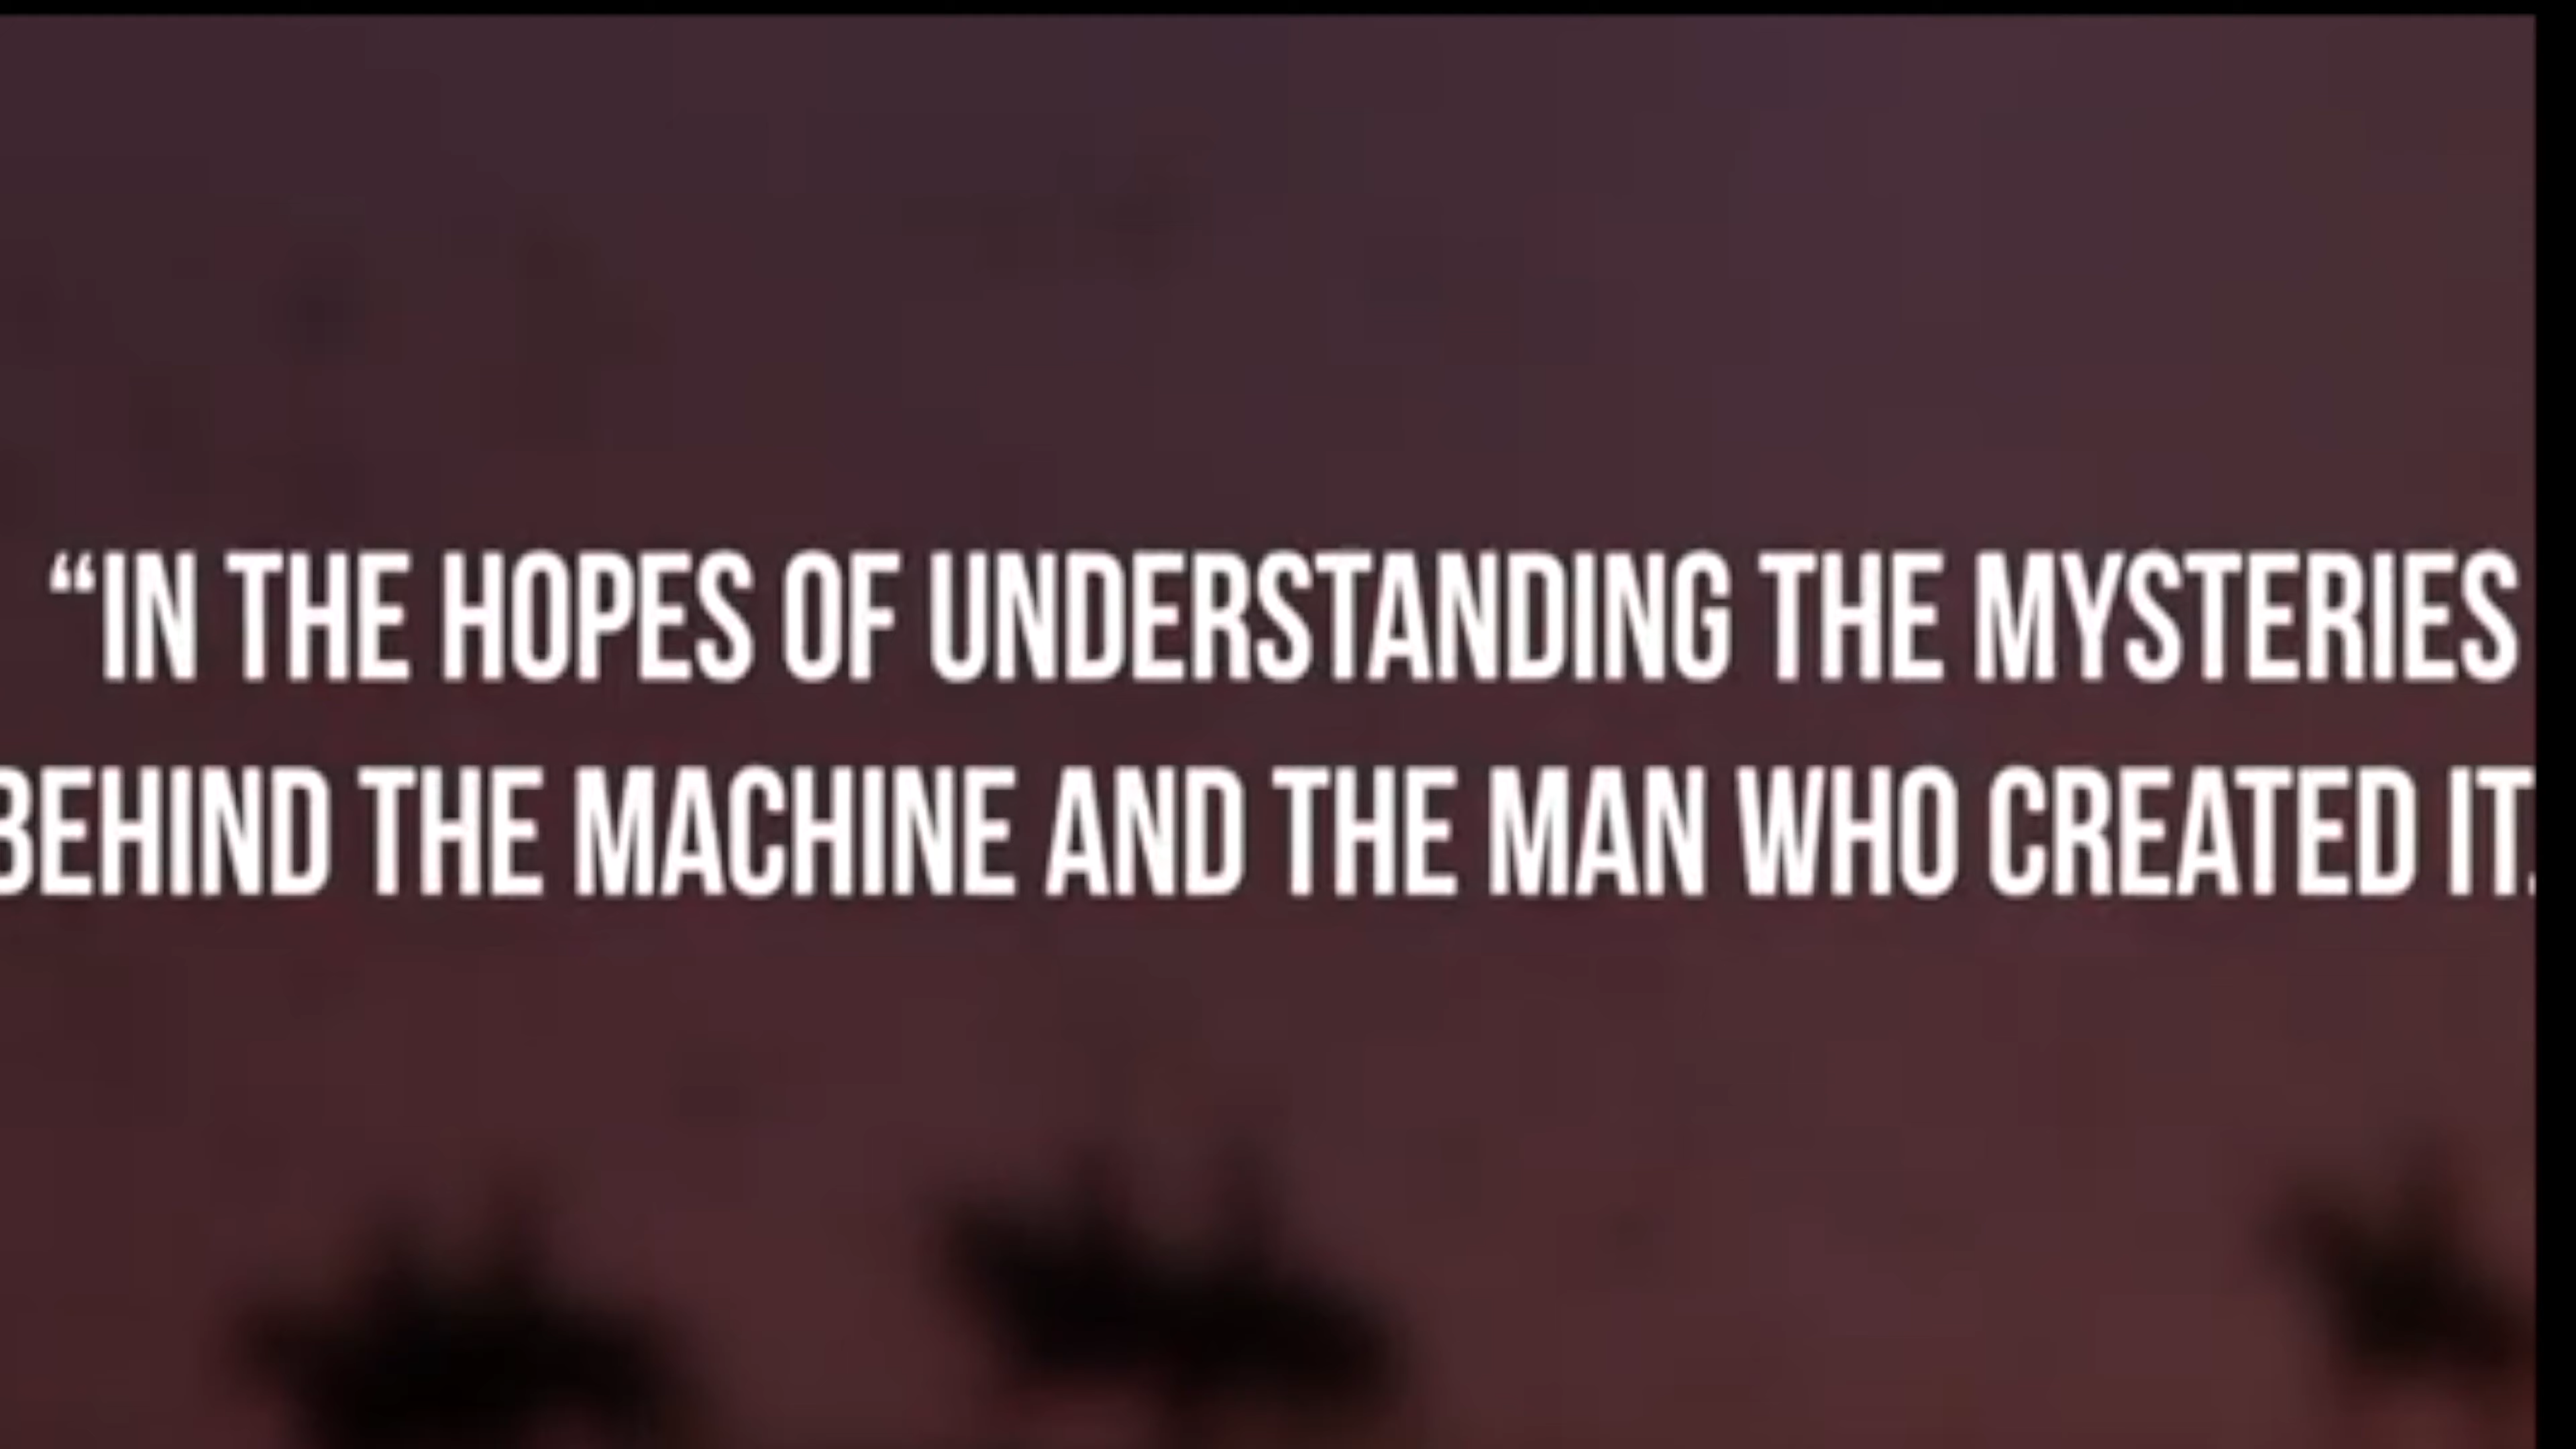 “IN THE HOPES OF UNDERSTANDING THE MYSTERIES
BEHIND THE MACHINE AND THE MAN WHO CREATED IT.